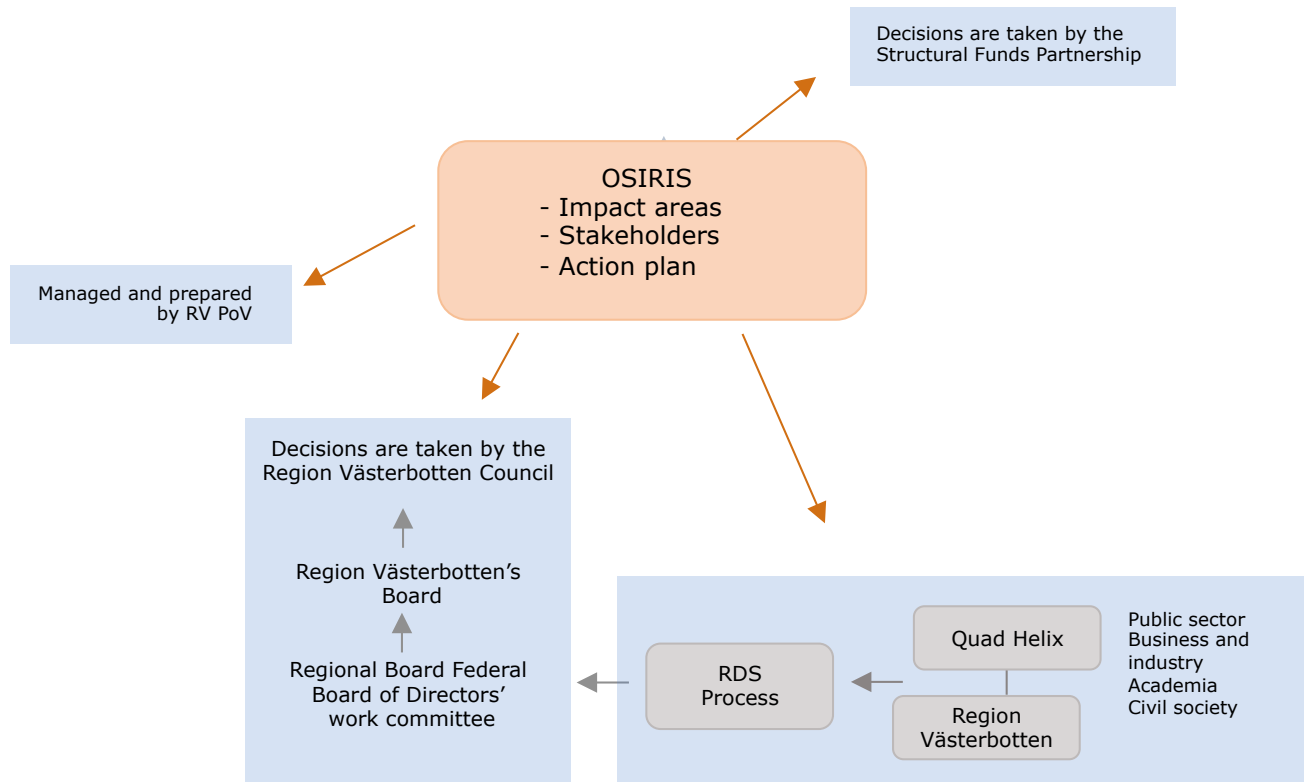 Decisions are taken by the
Structural Funds Partnership
OSIRIS
- Impact areas
- Stakeholders
- Action plan
Managed and prepared
by RV PoV
Decisions are taken by the
Region Västerbotten Council
Region Västerbotten’s
Board
Regional Board Federal
Board of Directors’
work committee
RDS
Process
Quad Helix
Region
Västerbotten
Public sector
Business and
industry
Academia
Civil society